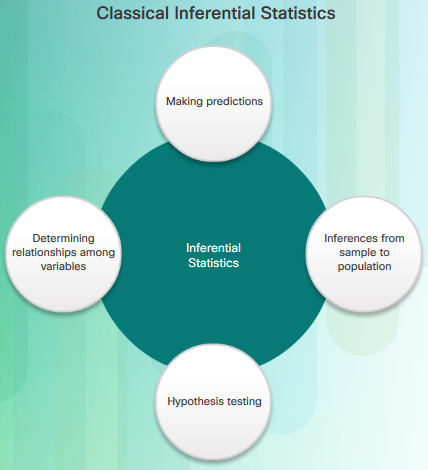 Classical Inferential Statistics
Making predictions
Determining
relationships among
variables
Inferential
Statistics
Inferences from
sample to
population
Hypothesis testing